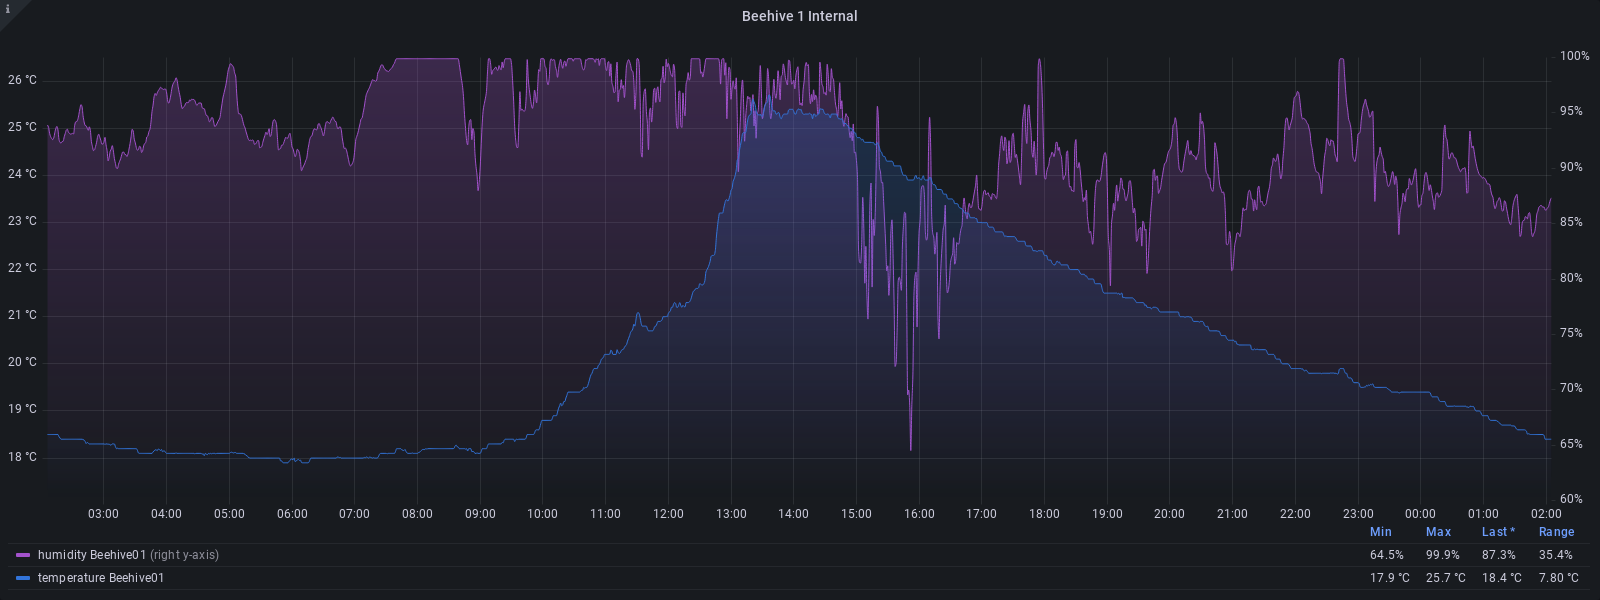 i
Beehive 1 Internal
26 °C
25 °C
24 °C
23 °C
22 °C
21 °C
20 °C
19 °C
18 °C
100%
95%
90%
85%
80%
75%
70%
65%
60%
03:00 04:00 05:00 06:00 07:00 08:00 09:00 10:00 11:00 12:00 13:00 14:00 15:00 16:00 17:00 18:00 19:00 20:00 21:00 22:00 23:00 00:00 01:00 02:00
Min Max Last * Range
humidity Beehive01 (right y-axis) 64.5% 99.9% 87.3% 35.4%
temperature Beehive01 17.9 °C 25.7 °C 18.4 °C 7.80 °C